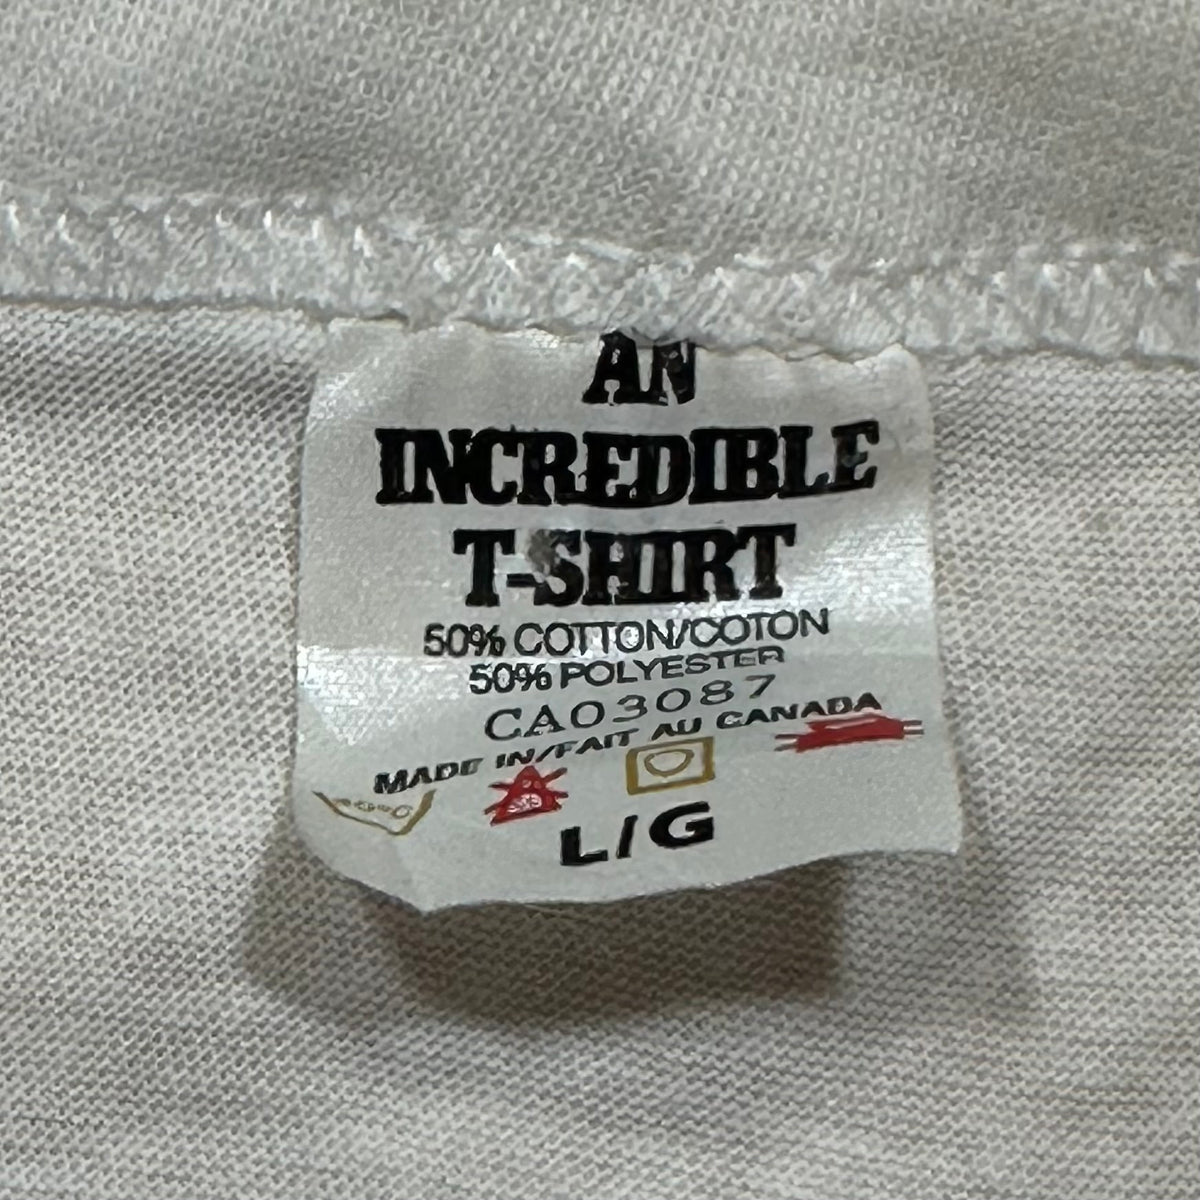 AN
INCREDIBLE
T-SHIRT
50% COTTON/COTON
50% POLYESTER
CA03087
MADE IN/FAIT AU CANADA
L/G